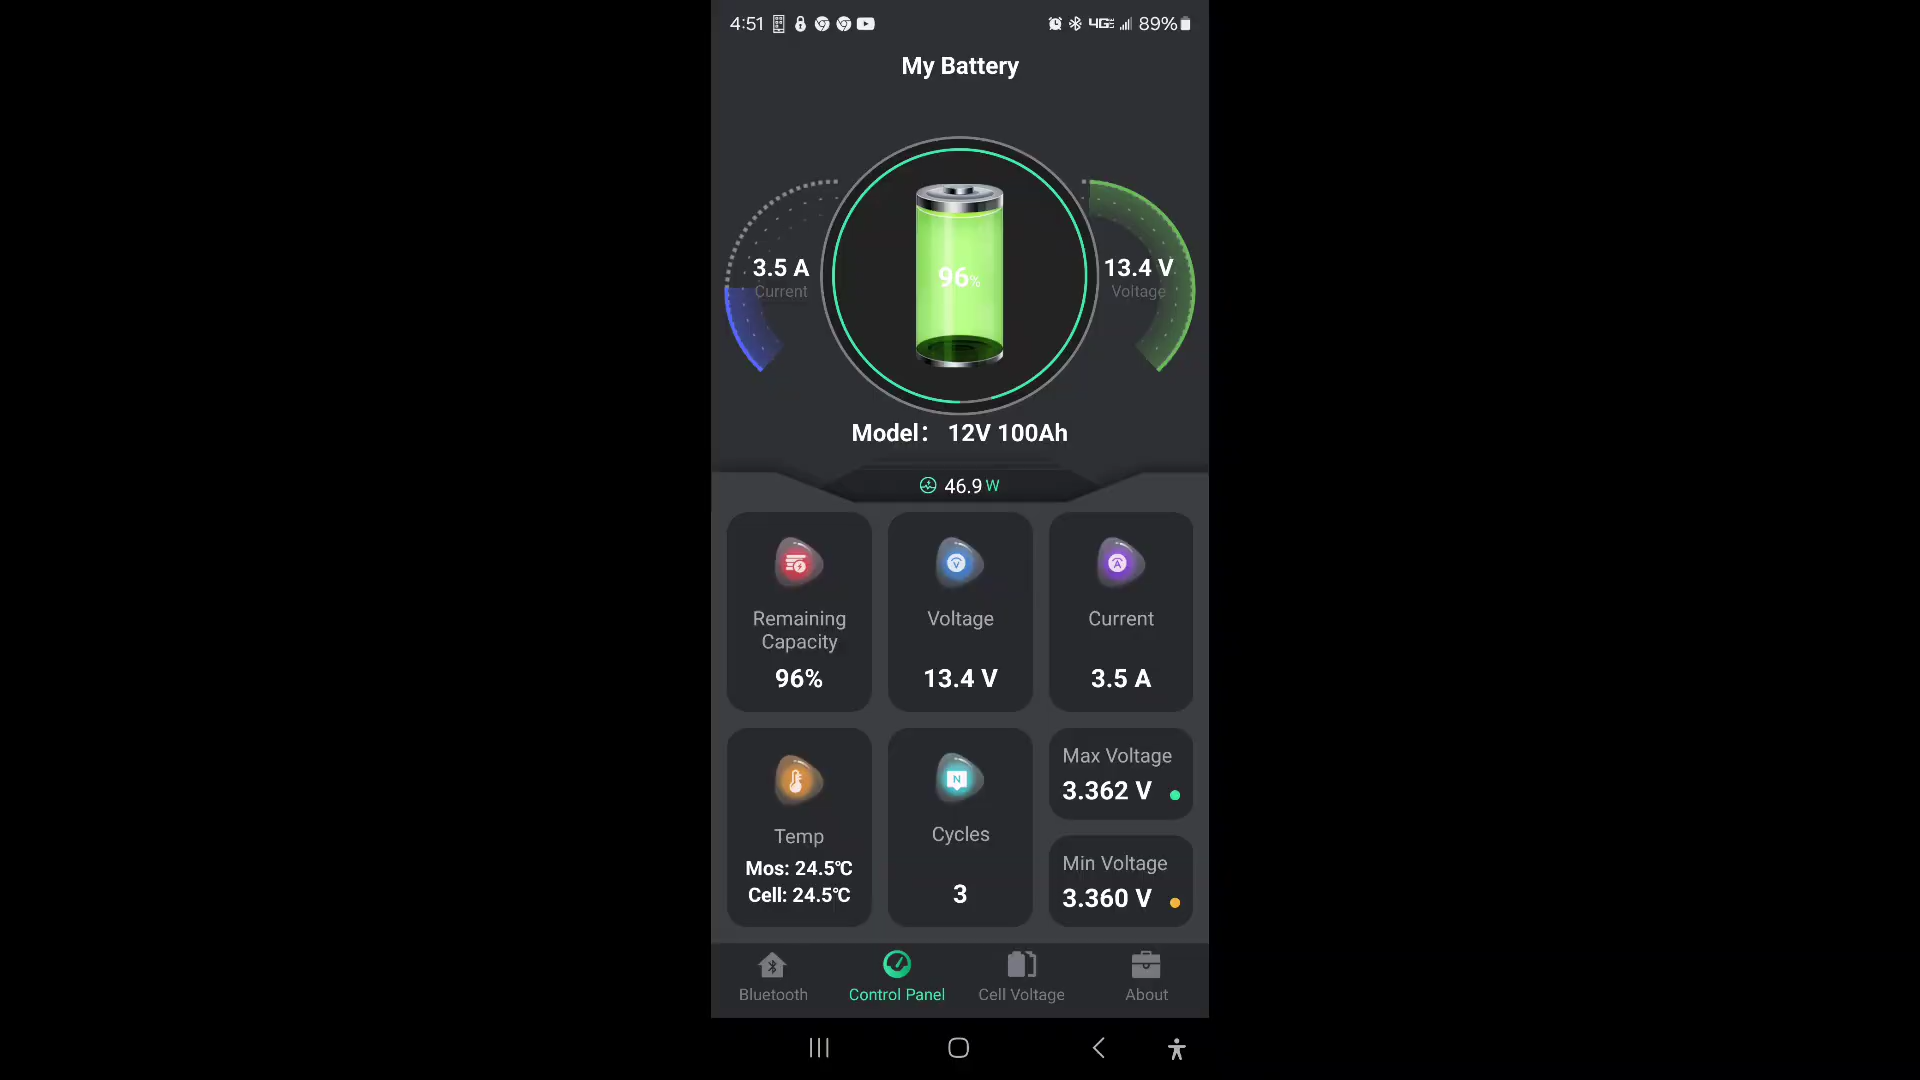 4:51 4G 89%
My Battery
3.5 A
Current
96%
13.4 V
Voltage
Model: 12V 100Ah
46.9 W
Remaining
Capacity
96%
V
Voltage
13.4 V
A
Current
3.5 A
Temp
Mos: 24.5℃
Cell: 24.5℃
N
Cycles
3
Max Voltage
3.362 V
Min Voltage
3.360 V
Bluetooth
Control Panel
Cell Voltage
About